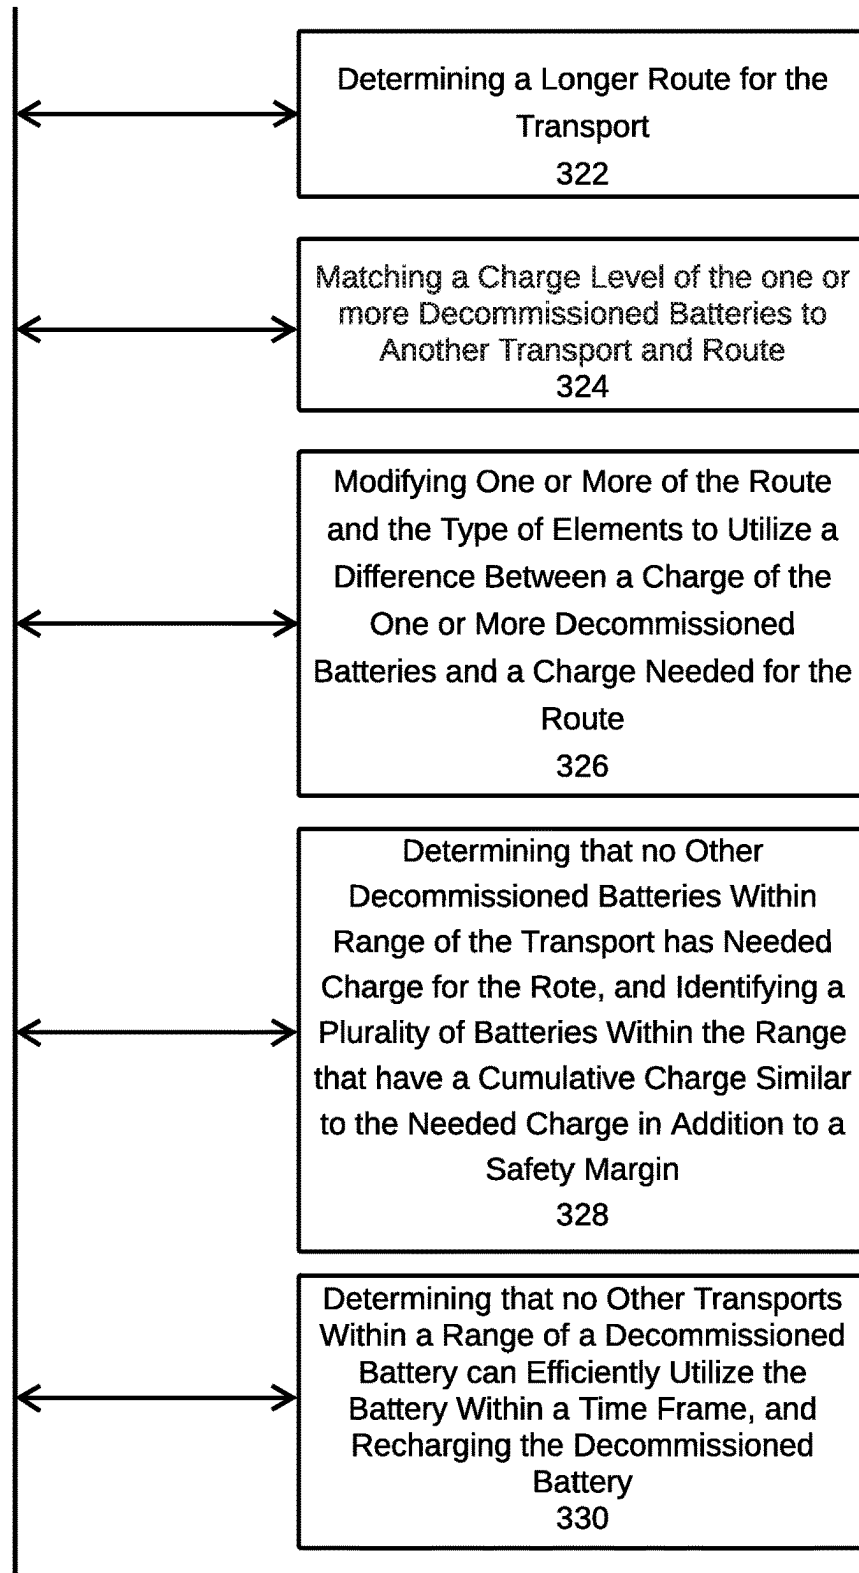 Determining a Longer Route for the
Transport
322
Matching a Charge Level of the one or
more Decommissioned Batteries to
Another Transport and Route
324
Modifying One or More of the Route
and the Type of Elements to Utilize a
Difference Between a Charge of the
One or More Decommissioned
Batteries and a Charge Needed for the
Route
326
Determining that no Other
Decommissioned Batteries Within
Range of the Transport has Needed
Charge for the Rote, and Identifying a
Plurality of Batteries Within the Range
that have a Cumulative Charge Similar
to the Needed Charge in Addition to a
Safety Margin
328
Determining that no Other Transports
Within a Range of a Decommissioned
Battery can Efficiently Utilize the
Battery Within a Time Frame, and
Recharging the Decommissioned
Battery
330